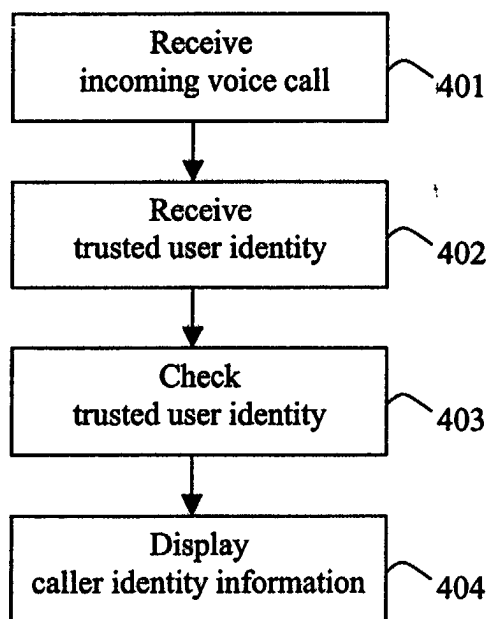 Receive
incoming voice call
401
Receive
trusted user identity
402
Check
trusted user identity
403
Display
caller identity information
404